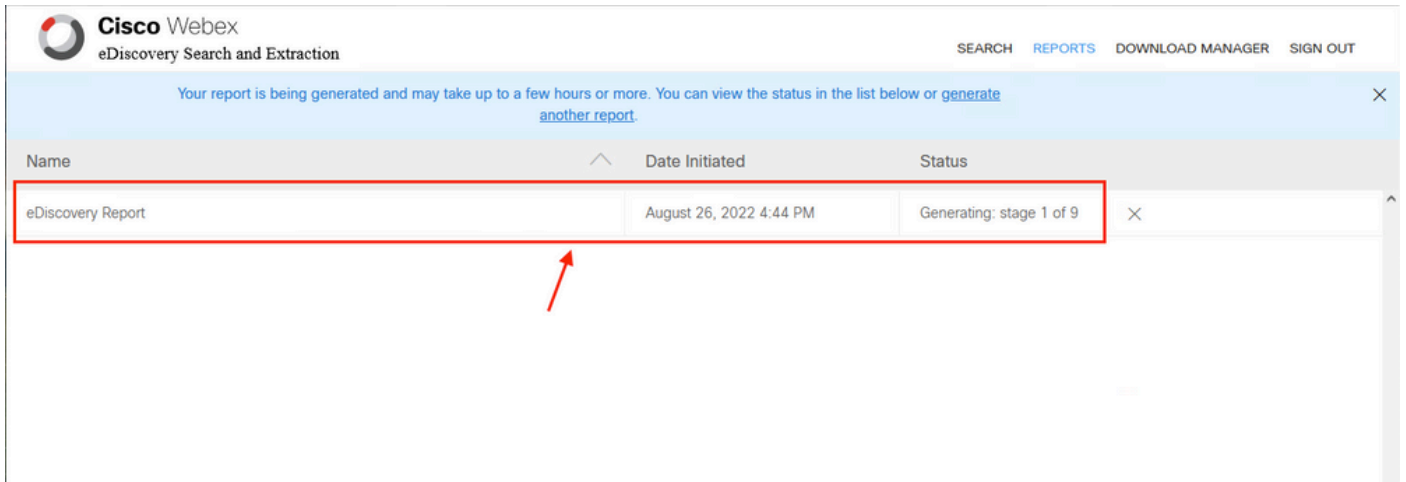 Cisco Webex
eDiscovery Search and Extraction
SEARCH REPORTS DOWNLOAD MANAGER SIGN OUT
Your report is being generated and may take up to a few hours or more. You can view the status in the list below or generate
another report.
Name Date Initiated Status
eDiscovery Report August 26, 2022 4:44 PM Generating: stage 1 of 9